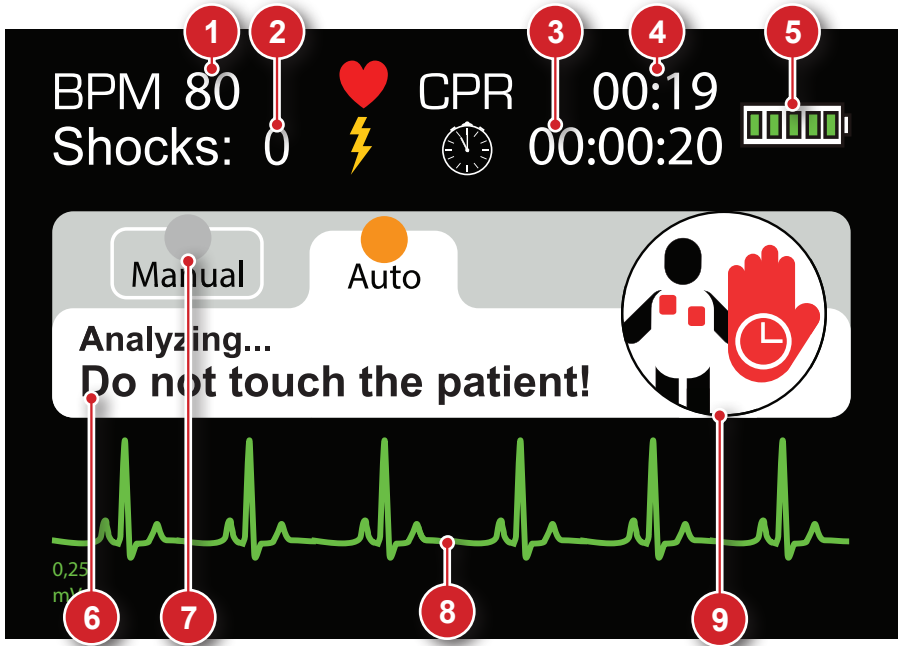 1 2 3 4 5
BPM 80 CPR 00:19
Shocks: 0 00:00:20
Manual Auto
Analyzing...
Do not touch the patient!
0,25
mV
6 7 8 9